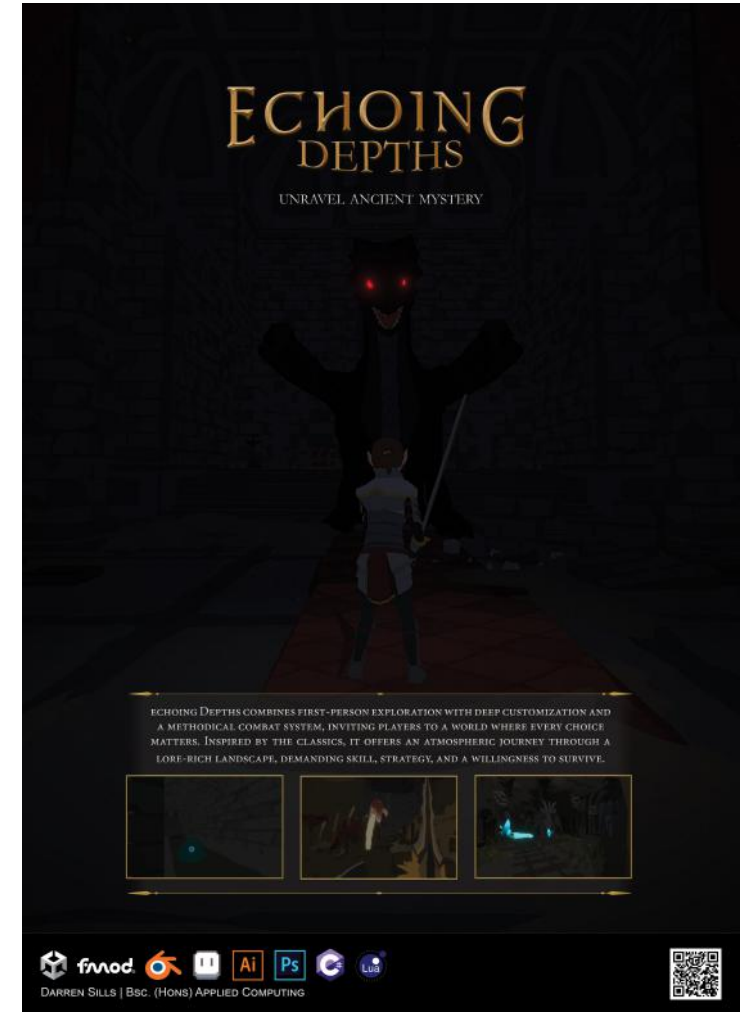 ECHOING
DEPTHS
UNRAVEL ANCIENT MYSTERY
ECHOING DEPTHS COMBINES FIRST-PERSON EXPLORATION WITH DEEP CUSTOMIZATION AND
A METHODICAL COMBAT SYSTEM, INVITING PLAYERS TO A WORLD WHERE EVERY CHOICE
MATTERS. INSPIRED BY THE CLASSICS, IT OFFERS AN ATMOSPHERIC JOURNEY THROUGH A
LORE-RICH LANDSCAPE, DEMANDING SKILL, STRATEGY, AND A WILLINGNESS TO SURVIVE.
fmod Ai Ps C# Lua
DARREN SILLS | BSC. (HONS) APPLIED COMPUTING